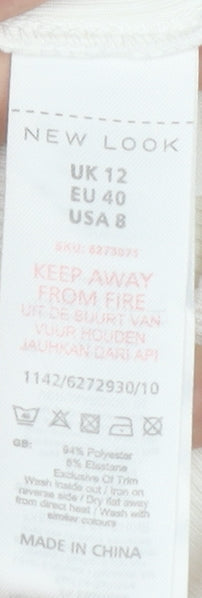 NEW LOOK
UK 12
EU 40
USA 8
SKU: 6273071
KEEP AWAY
FROM FIRE
UIT DE BUURT VAN
VUUR HOUDEN
JAUHKAN DARI API
1142/6272930/10
GB:
94% Polyester
6% Elastane
Exclusive Of Trim
Wash inside out / Iron on
reverse side / Dry flat away
from direct heat / Wash with
similar colours
MADE IN CHINA